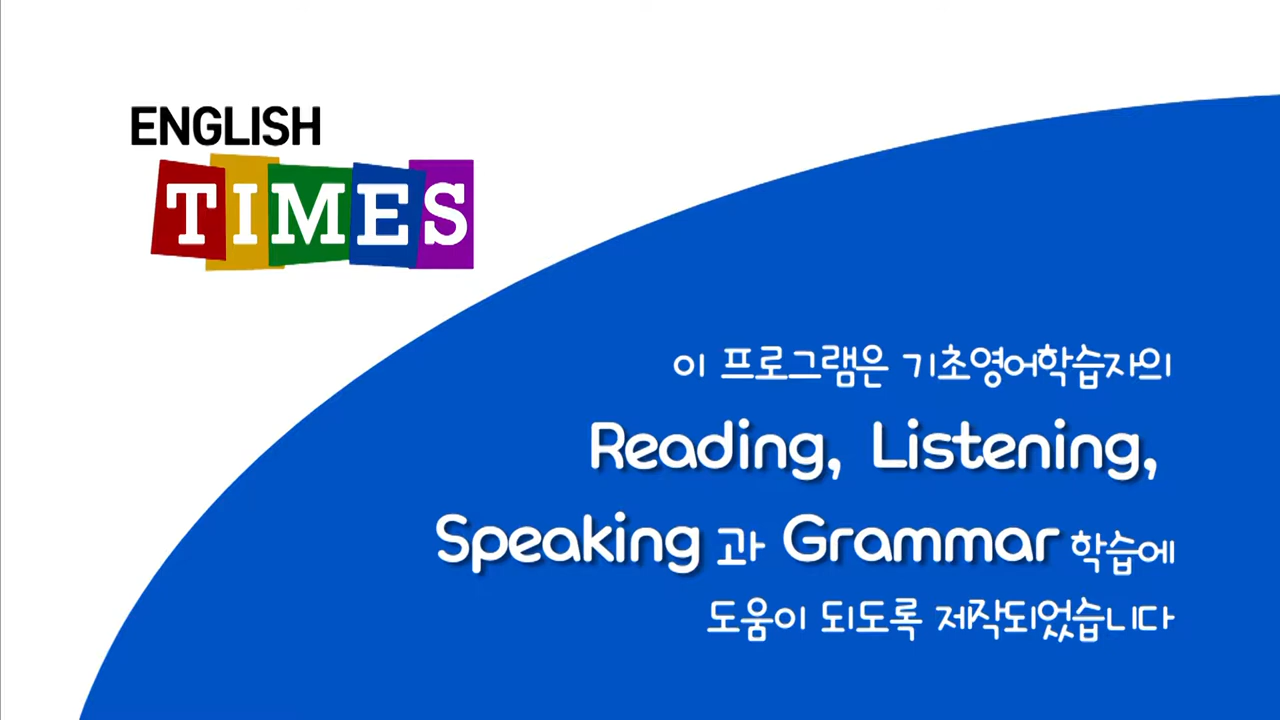 ENGLISH
TIMES
이 프로그램은 기초영어학습자의
Reading, Listening,
Speaking 과 Grammar 학습에
도움이 되도록 제작되었습니다